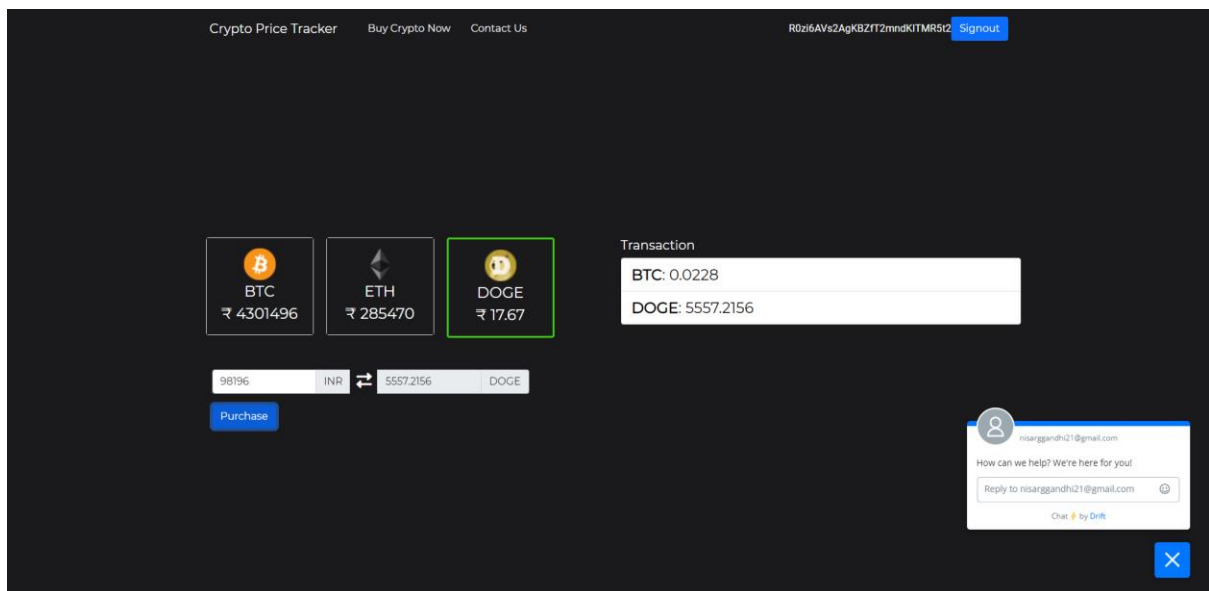 Crypto Price Tracker Buy Crypto Now Contact Us R0zi6AVs2AgKBZfT2mndKITMR5t2 Signout
BTC
₹ 4301496
ETH
₹ 285470
DOGE
₹ 17.67
98196 INR 5557.2156 DOGE
Purchase
Transaction
BTC: 0.0228
DOGE: 5557.2156
nisarggandhi21@gmail.com
How can we help? We're here for you!
Reply to nisarggandhi21@gmail.com
Chat by Drift